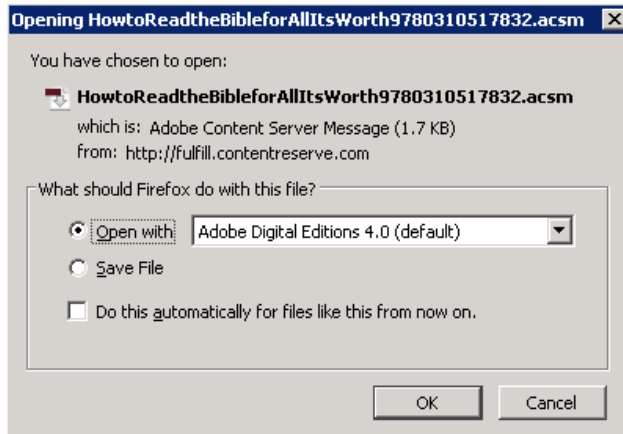 Opening HowtoReadtheBibleforAllItsWorth9780310517832.acsm
You have chosen to open:
HowtoReadtheBibleforAllItsWorth9780310517832.acsm
which is: Adobe Content Server Message (1.7 KB)
from: http://fulfill.contentreserve.com
What should Firefox do with this file?
Open with Adobe Digital Editions 4.0 (default)
Save File
Do this automatically for files like this from now on.
OK Cancel